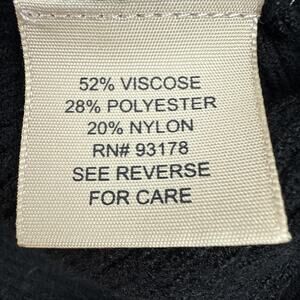 52% VISCOSE
28% POLYESTER
20% NYLON
RN# 93178
SEE REVERSE
FOR CARE